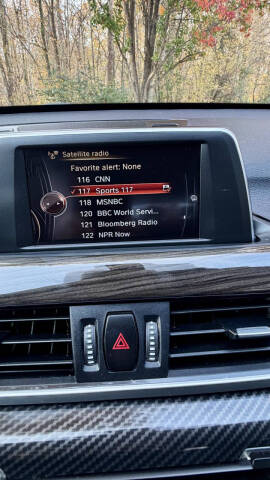 Satellite radio
Favorite alert: None
116 CNN
117 Sports 117
118 MSNBC
120 BBC World Servi...
121 Bloomberg Radio
122 NPR Now